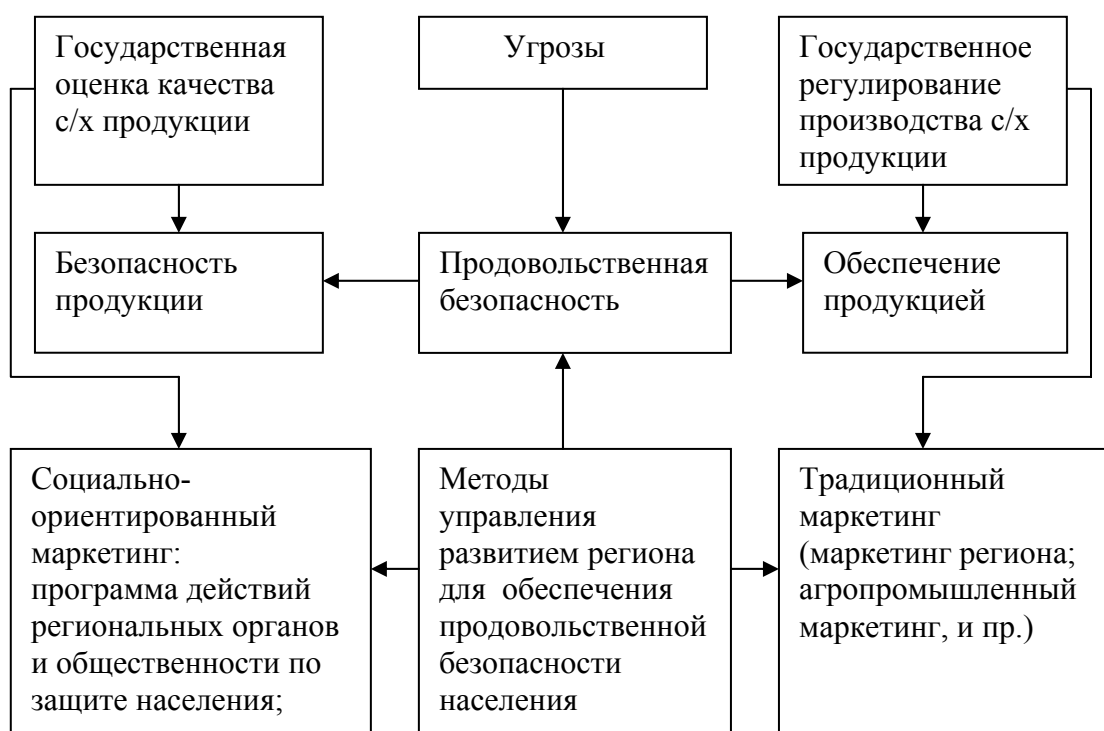 Государственная
оценка качества
с/х продукции
Угрозы
Государственное
регулирование
производства с/х
продукции
Безопасность
продукции
Продовольственная
безопасность
Обеспечение
продукцией
Социально-
ориентированный
маркетинг:
программа действий
региональных органов
и общественности по
защите населения;
Методы
управления
развитием региона
для обеспечения
продовольственной
безопасности
населения
Традиционный
маркетинг
(маркетинг региона;
агропромышленный
маркетинг, и пр.)